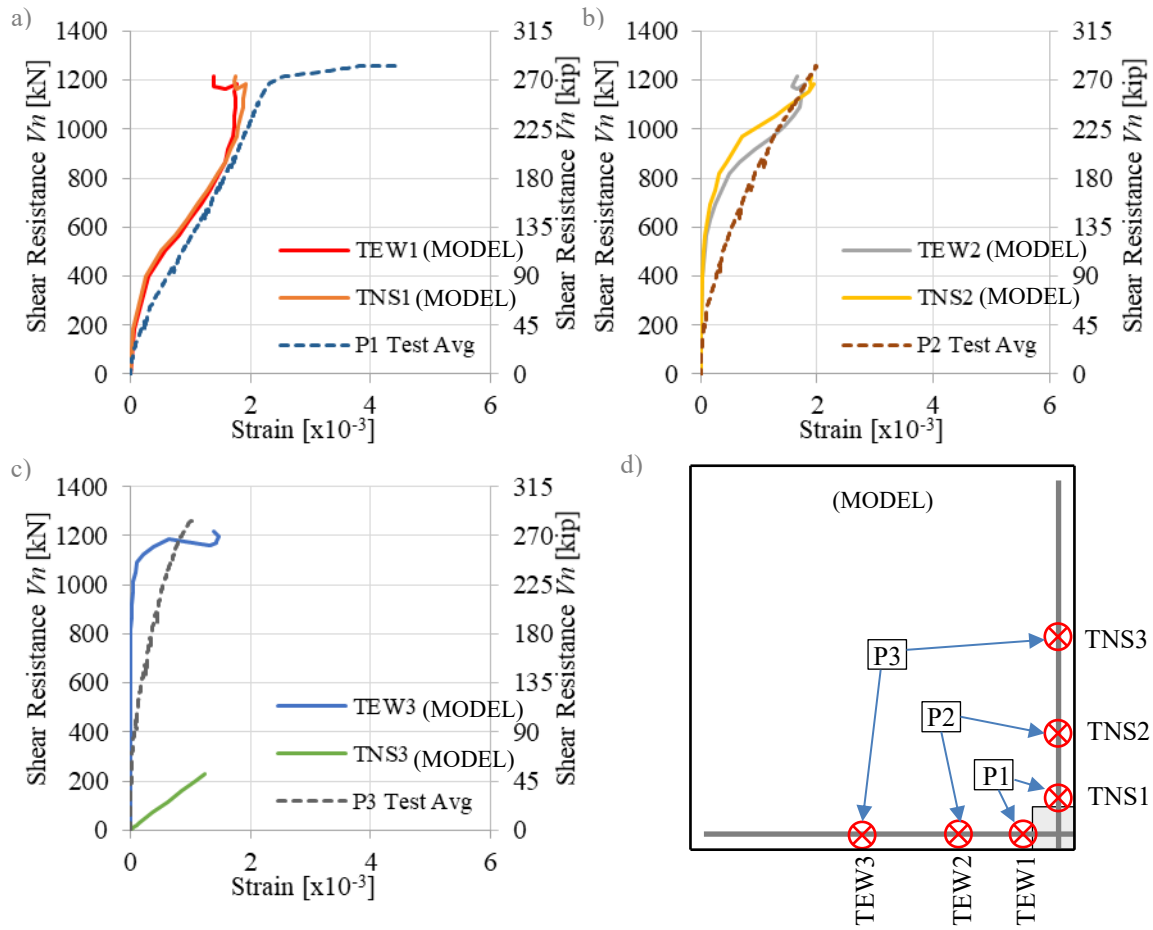 a)
1400
1200
1000
800
600
400
200
0
Shear Resistance Vn [kN]
315
270
225
180
135
90
45
0
Shear Resistance Vn [kip]
TEW1 (MODEL)
TNS1 (MODEL)
P1 Test Avg
0 2 4 6
Strain [x10⁻³]
b)
1400
1200
1000
800
600
400
200
0
Shear Resistance Vn [kN]
315
270
225
180
135
90
45
0
Shear Resistance Vn [kip]
TEW2 (MODEL)
TNS2 (MODEL)
P2 Test Avg
0 2 4 6
Strain [x10⁻³]
c)
1400
1200
1000
800
600
400
200
0
Shear Resistance Vn [kN]
315
270
225
180
135
90
45
0
Shear Resistance Vn [kip]
TEW3 (MODEL)
TNS3 (MODEL)
P3 Test Avg
0 2 4 6
Strain [x10⁻³]
d)
(MODEL)
P3
TNS3
P2
TNS2
P1
TNS1
TEW3
TEW2
TEW1